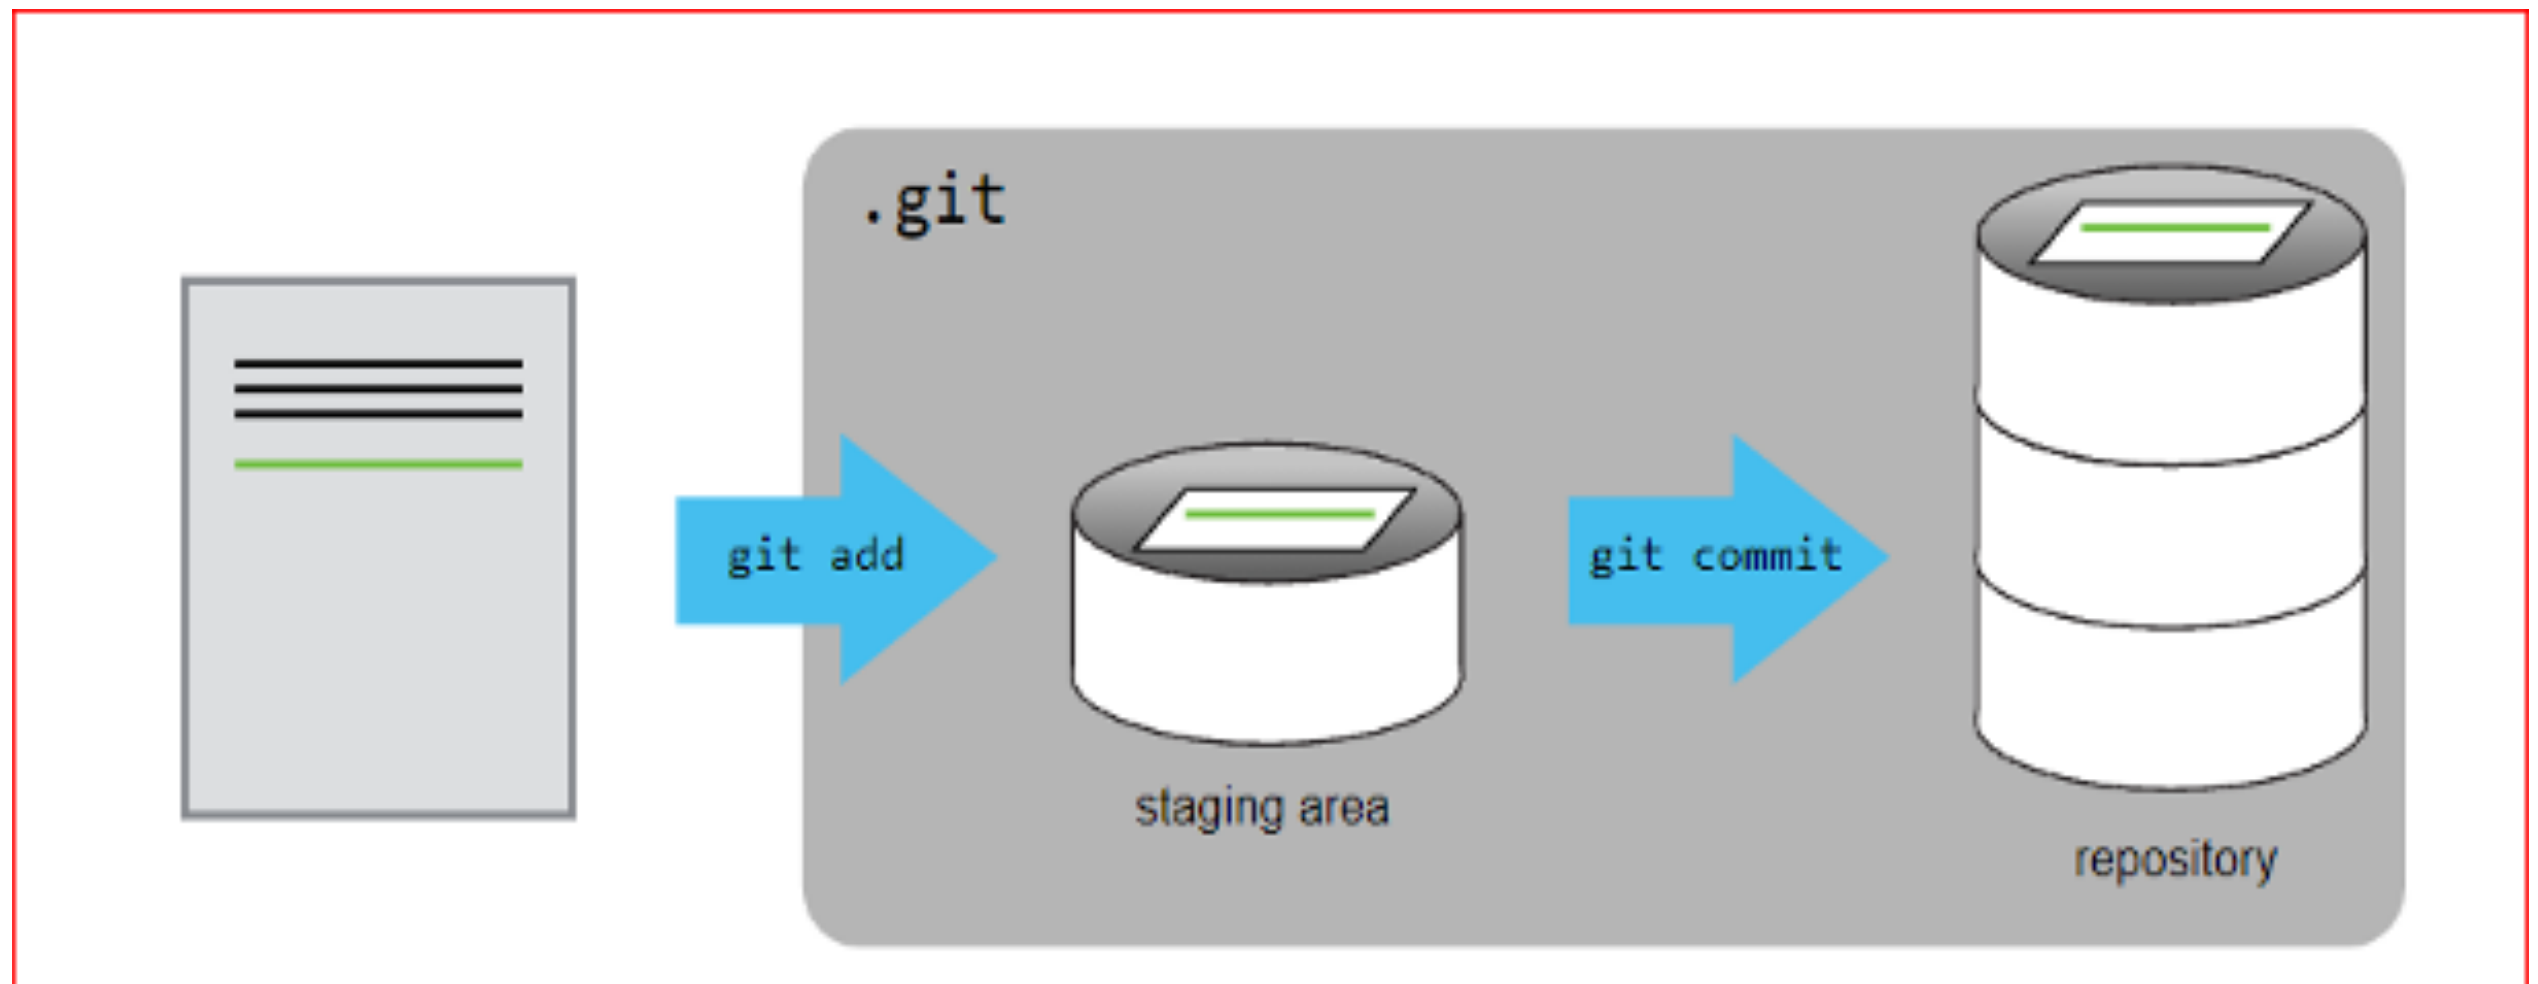 .git
git add
git commit
staging area
repository